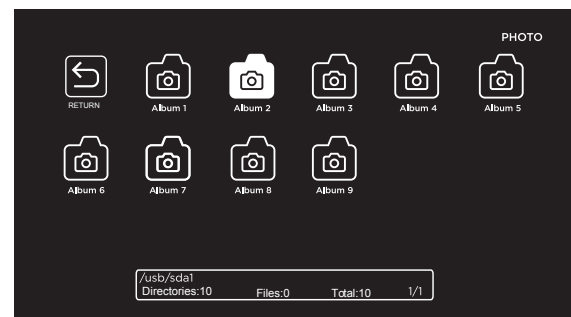 PHOTO
RETURN Album 1 Album 2 Album 3 Album 4 Album 5
Album 6 Album 7 Album 8 Album 9
/usb/sda1
Directories:10 Files:0 Total:10 1/1